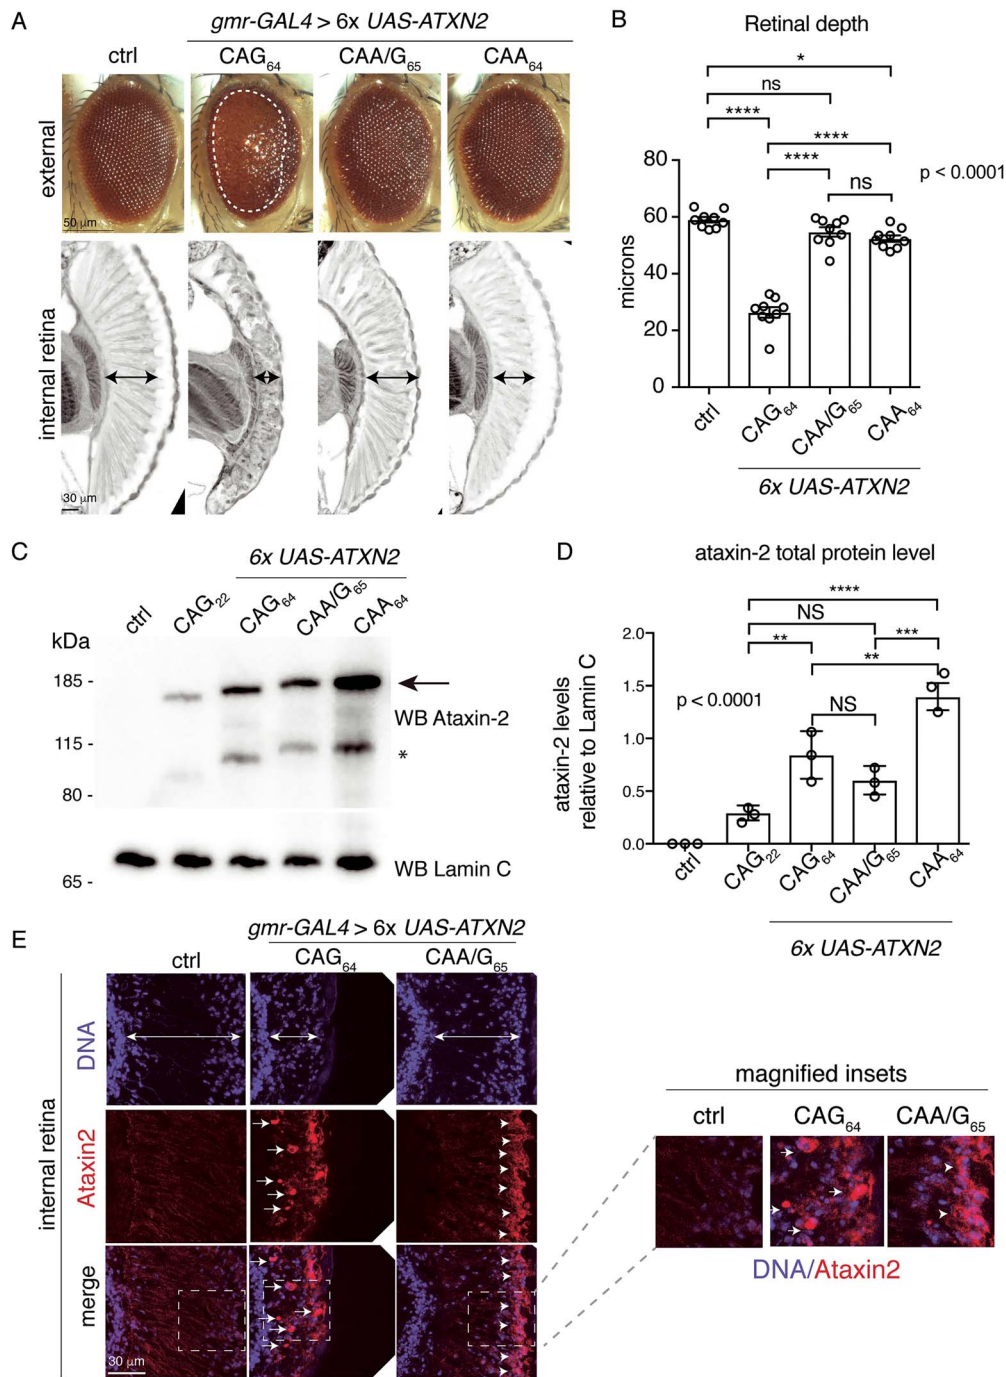 A
gmr-GAL4 > 6x UAS-ATXN2
ctrl
CAG64
CAA/G65
CAA64
external
50 µm
internal retina
30 µm
B
Retinal depth
*
ns
****
****
****
ns
p < 0.0001
80
60
40
20
0
microns
ctrl
CAG64
CAA/G65
CAA64
6x UAS-ATXN2
C
6x UAS-ATXN2
ctrl
CAG22
CAG64
CAA/G65
CAA64
kDa
185 -
WB Ataxin-2
115 -
*
80 -
WB Lamin C
65 -
D
ataxin-2 total protein level
****
NS
**
***
**
NS
p < 0.0001
2.0
1.5
1.0
0.5
0.0
ataxin-2 levels
relative to Lamin C
ctrl
CAG22
CAG64
CAA/G65
CAA64
6x UAS-ATXN2
E
gmr-GAL4 > 6x UAS-ATXN2
ctrl
CAG64
CAA/G65
internal retina
DNA
Ataxin2
merge
30 µm
magnified insets
ctrl
CAG64
CAA/G65
DNA/Ataxin2